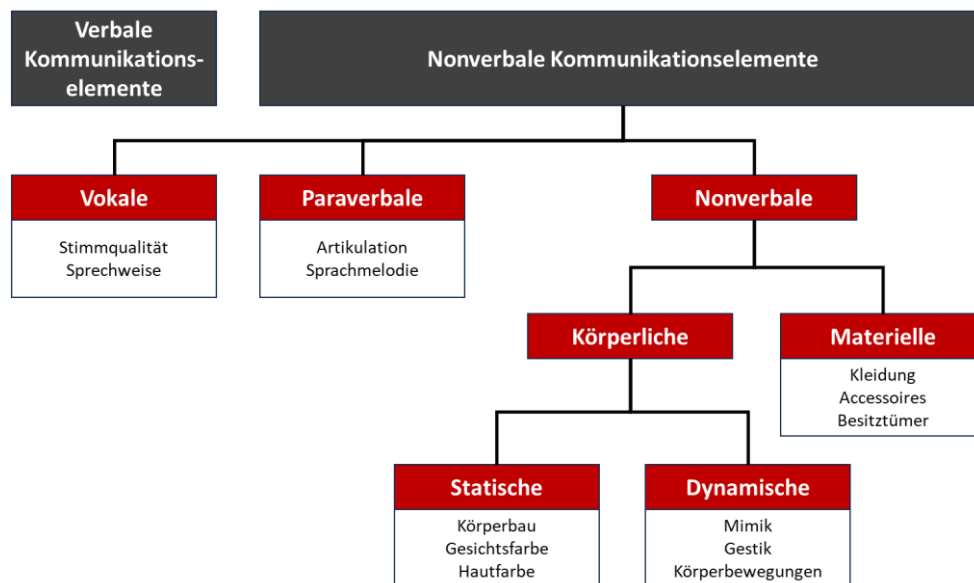 Verbale
Kommunikations-
elemente
Nonverbale Kommunikationselemente
Vokale
Stimmqualität
Sprechweise
Paraverbale
Artikulation
Sprachmelodie
Nonverbale
Körperliche
Materielle
Kleidung
Accessoires
Besitztümer
Statische
Körperbau
Gesichtsfarbe
Hautfarbe
Dynamische
Mimik
Gestik
Körperbewegungen